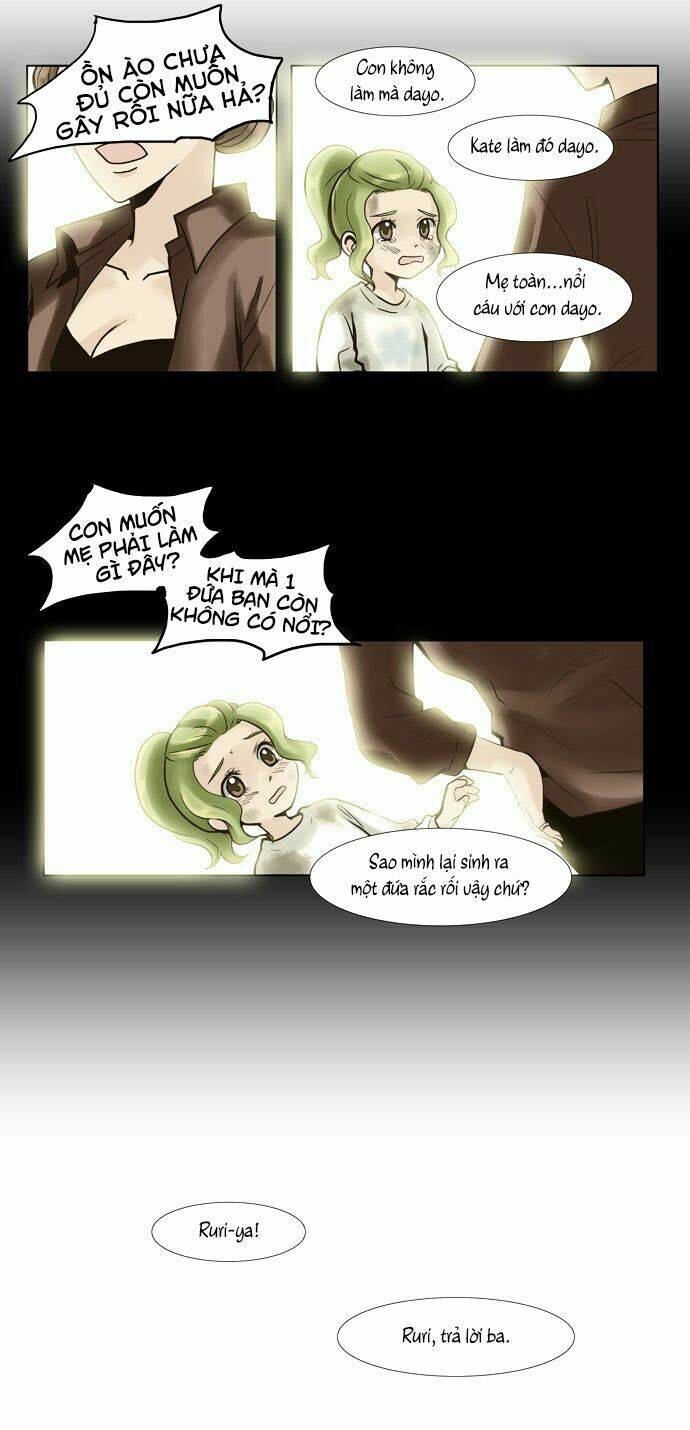 ỒN ÀO CHƯA
ĐỦ CÒN MUỐN
GÂY RỐI NỮA HẢ?
Con không
làm mà dayo.
Kate làm đó dayo.
Mẹ toàn...nổi
cáu với con dayo.
CON MUỐN
MẸ PHẢI LÀM
GÌ ĐÂY?
KHI MÀ 1
ĐỨA BẠN CÒN
KHÔNG CÓ NỔI?
Sao mình lại sinh ra
một đứa rắc rối vậy chứ?
Ruri-ya!
Ruri, trả lời ba.